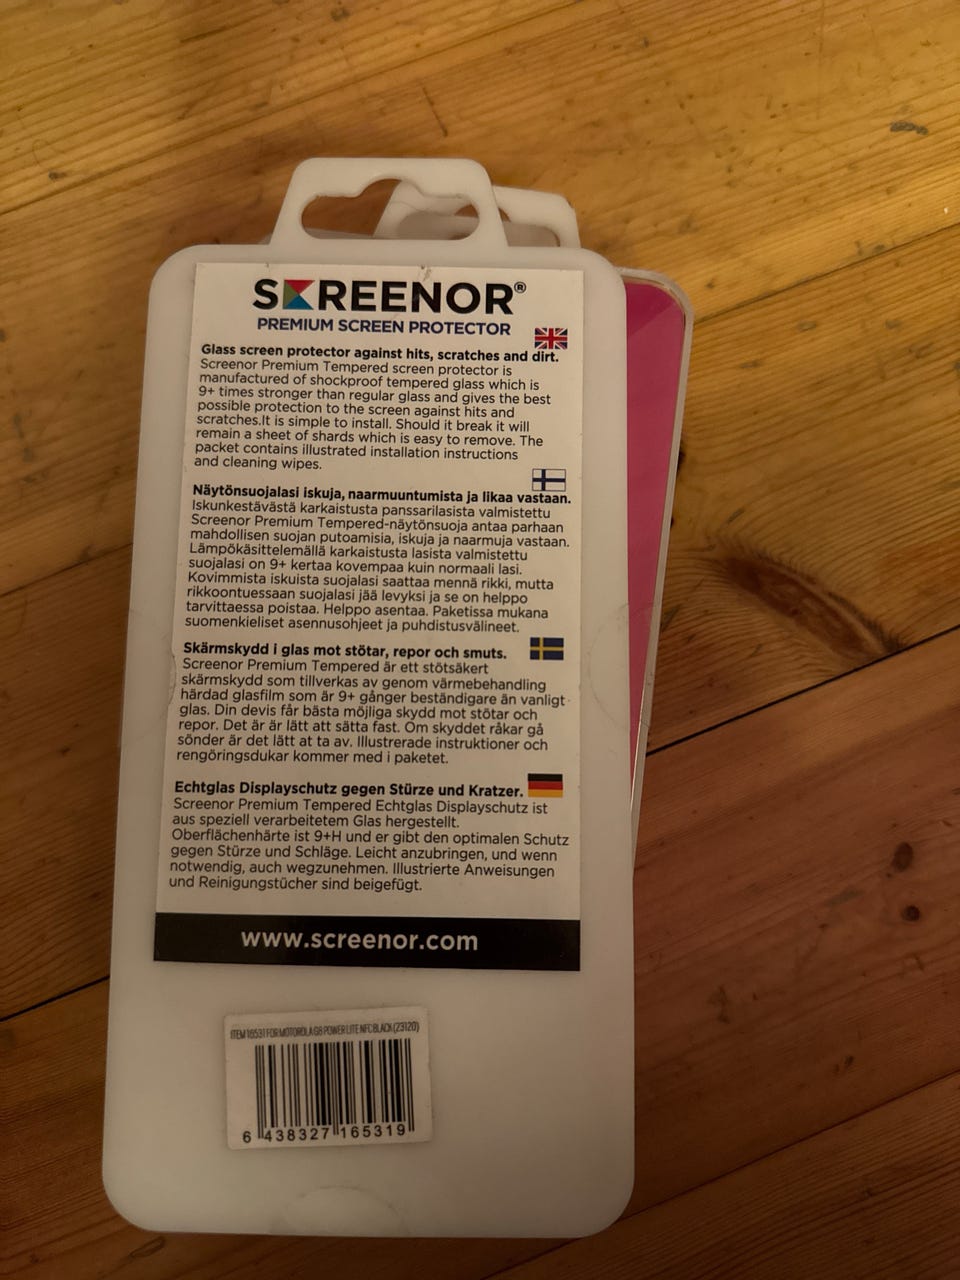 SCREENOR®
PREMIUM SCREEN PROTECTOR
Glass screen protector against hits, scratches and dirt.
Screenor Premium Tempered screen protector is
manufactured of shockproof tempered glass which is
9+ times stronger than regular glass and gives the best
possible protection to the screen against hits and
scratches.It is simple to install. Should it break it will
remain a sheet of shards which is easy to remove. The
packet contains illustrated installation instructions
and cleaning wipes.
Näytönsuojalasi iskuja, naarmuuntumista ja likaa vastaan.
Iskunkestävästä karkaistusta panssarilasista valmistettu
Screenor Premium Tempered-näytönsuoja antaa parhaan
mahdollisen suojan putoamisia, iskuja ja naarmuja vastaan.
Lämpökäsittelemällä karkaistusta lasista valmistettu
suojalasi on 9+ kertaa kovempaa kuin normaali lasi.
Kovimmista iskuista suojalasi saattaa mennä rikki, mutta
rikkoontuessaan suojalasi jää levyksi ja se on helppo
tarvittaessa poistaa. Helppo asentaa. Paketissa mukana
suomenkieliset asennusohjeet ja puhdistusvälineet.
Skärmskydd i glas mot stötar, repor och smuts.
Screenor Premium Tempered är ett stötsäkert
skärmskydd som tillverkas av genom värmebehandling
härdad glasfilm som är 9+ gånger beständigare än vanligt
glas. Din devis får bästa möjliga skydd mot stötar och
repor. Det är är lätt att sätta fast. Om skyddet råkar gå
sönder är det lätt at ta av. Illustrerade instruktioner och
rengöringsdukar kommer med i paketet.
Echtglas Displayschutz gegen Stürze und Kratzer.
Screenor Premium Tempered Echtglas Displayschutz ist
aus speziell verarbeitetem Glas hergestellt.
Oberflächenhärte ist 9+H und er gibt den optimalen Schutz
gegen Stürze und Schläge. Leicht anzubringen, und wenn
notwendig, auch wegzunehmen. Illustrierte Anweisungen
und Reinigungstücher sind beigefügt.
www.screenor.com
ITEM 16531 FOR MOTOROLA G8 POWER LITE NFC BLACK (23120)
6 438327 165319